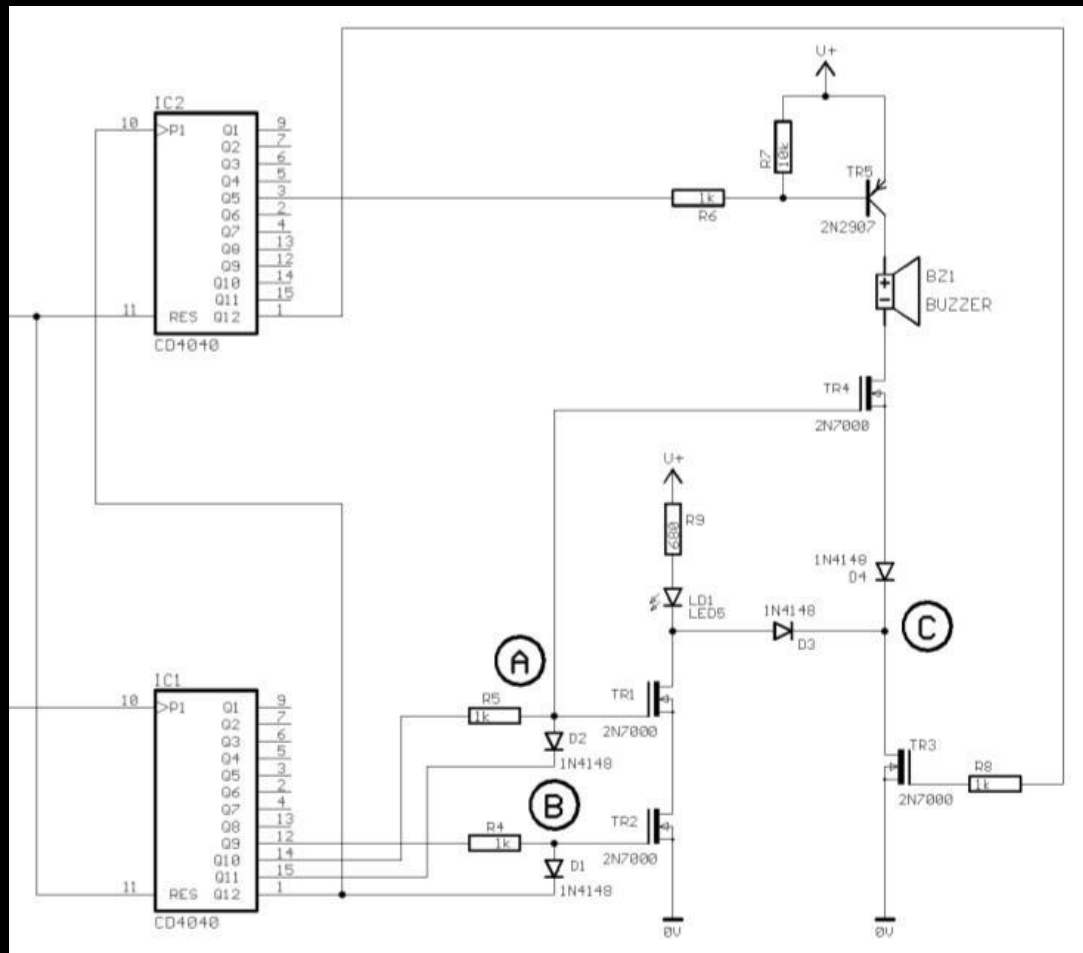 IC2
10 >P1 Q1 9
Q2 7
Q3 6
Q4 5
Q5 3
Q6 2
Q7 4
Q8 13
Q9 12
Q10 14
Q11 15
11 RES Q12 1
CD4040
U+
R7
10k
TR5
1k
R6
2N2907
+
-
BZ1
BUZZER
TR4
2N7000
U+
680
R9
LD1
LED5
1N4148
D4
1N4148
D3
C
A
IC1
10 >P1 Q1 9
Q2 7
Q3 6
Q4 5
Q5 3
Q6 2
Q7 4
Q8 13
Q9 12
Q10 14
Q11 15
11 RES Q12 1
CD4040
R5
1k
D2
1N4148
TR1
2N7000
B
R4
1k
D1
1N4148
TR2
2N7000
TR3
2N7000
R8
1k
0V
0V